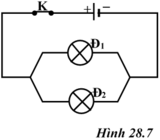 K + −
Đ1
Đ2
Hình 28.7